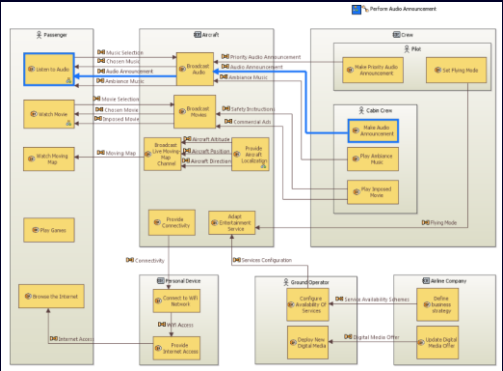 Perform Audio Announcement
Passenger
Aircraft
Crew
Pilot
Listen to Audio
Music Selection
Chosen Music
Audio Announcement
Ambiance Music
Broadcast
Audio
Priority Audio Announcement
Audio Announcement
Ambiance Music
Make Priority Audio
Announcement
Set Flying Mode
Watch Movie
Movie Selection
Chosen Movie
Imposed Movie
Broadcast
Movies
Safety Instructions
Commercial Ads
Cabin Crew
Make Audio
Announcement
Play Ambiance
Music
Play Imposed
Movie
Watch Moving
Map
Moving Map
Broadcast
Live Moving
Map
Channel
Aircraft Altitude
Aircraft Position
Aircraft Direction
Provide
Aircraft
Localization
Play Games
Provide
Connectivity
Adapt
Entertainment
Service
Flying Mode
Connectivity
Services Configuration
Personal Device
Ground Operator
Airline Company
Browse the Internet
Connect to Wifi
Network
Wifi Access
Provide
Internet Access
Internet Access
Configure
Availability Of
Services
Service Availability Schemes
Define
business
strategy
Deploy New
Digital Media
Digital Media Offer
Update Digital
Media Offer